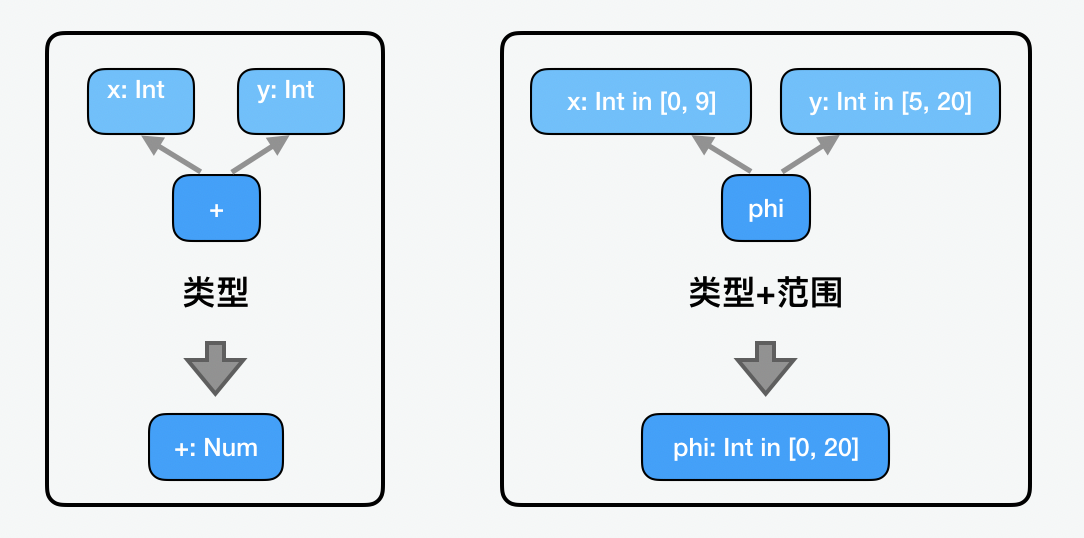 x: Int
y: Int
+
类型
+: Num
x: Int in [0, 9]
y: Int in [5, 20]
phi
类型+范围
phi: Int in [0, 20]